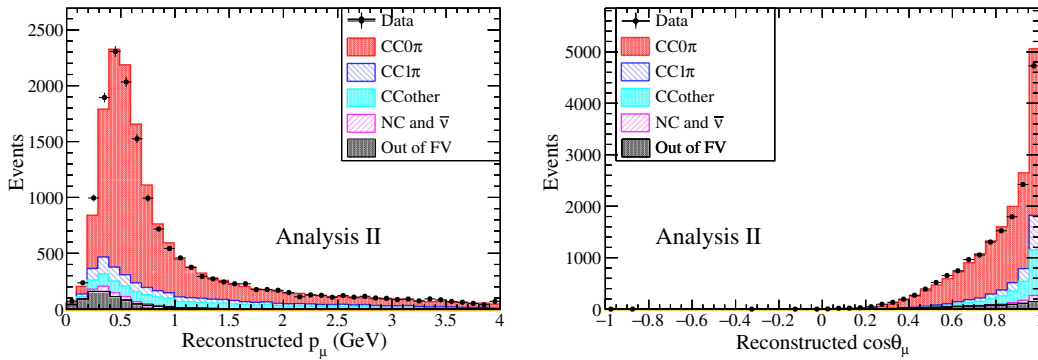 Events
2500
2000
1500
1000
500
0
Data
CC0π
CC1π
CCother
NC and ν̄
Out of FV
Analysis II
0 0.5 1 1.5 2 2.5 3 3.5 4
Reconstructed pμ (GeV)
Events
5000
4000
3000
2000
1000
0
Data
CC0π
CC1π
CCother
NC and ν̄
Out of FV
Analysis II
−1 −0.8 −0.6 −0.4 −0.2 0 0.2 0.4 0.6 0.8 1
Reconstructed cosθμ